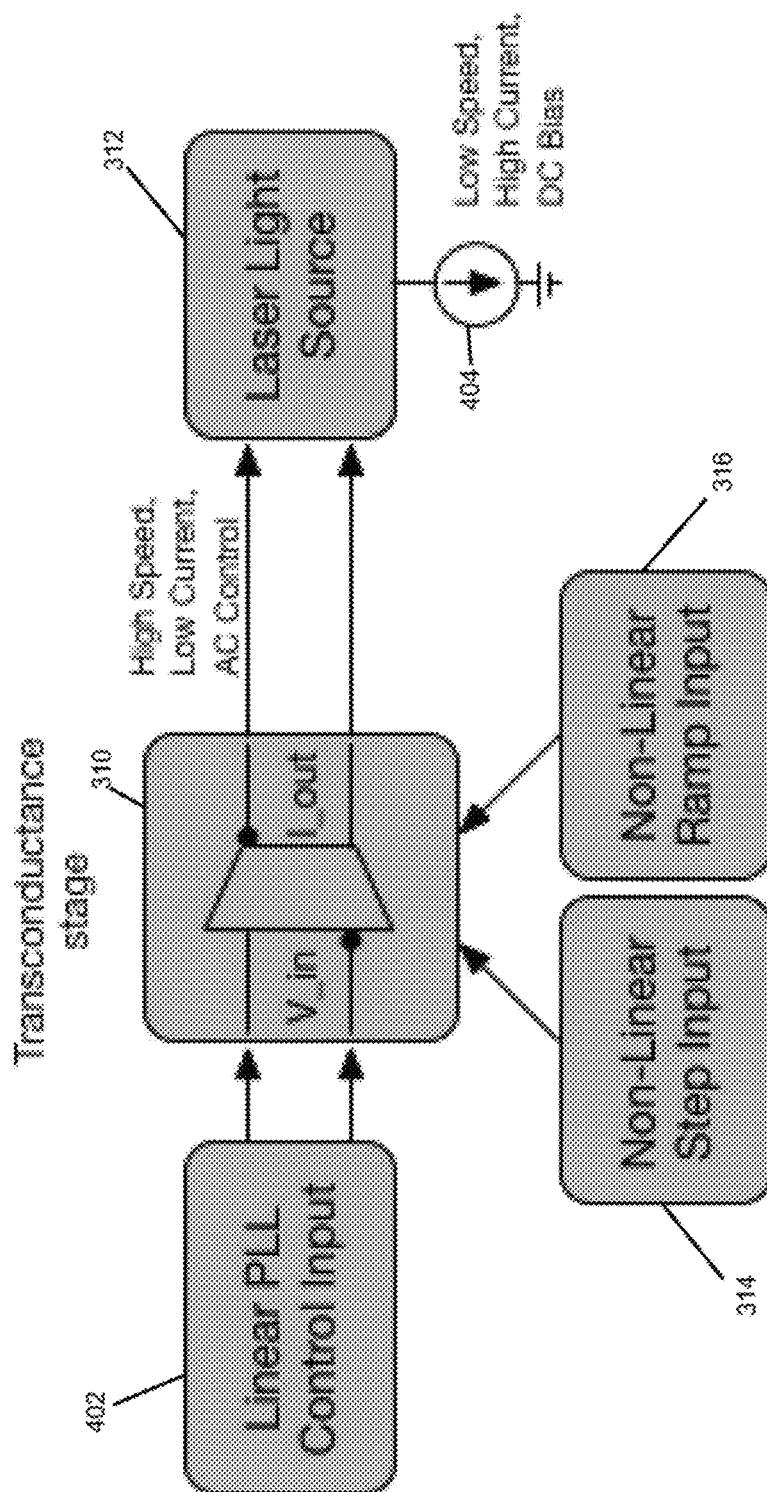 Transconductance
stage
310
High Speed,
Low Current.,
AC Control
312
402
Linear PLL
Control Input
V_in
I_out
Laser Light
Source
404
Low Speed,
High Current,
DC Bias
Non-Linear
Step Input
314
Non-Linear
Ramp Input
316